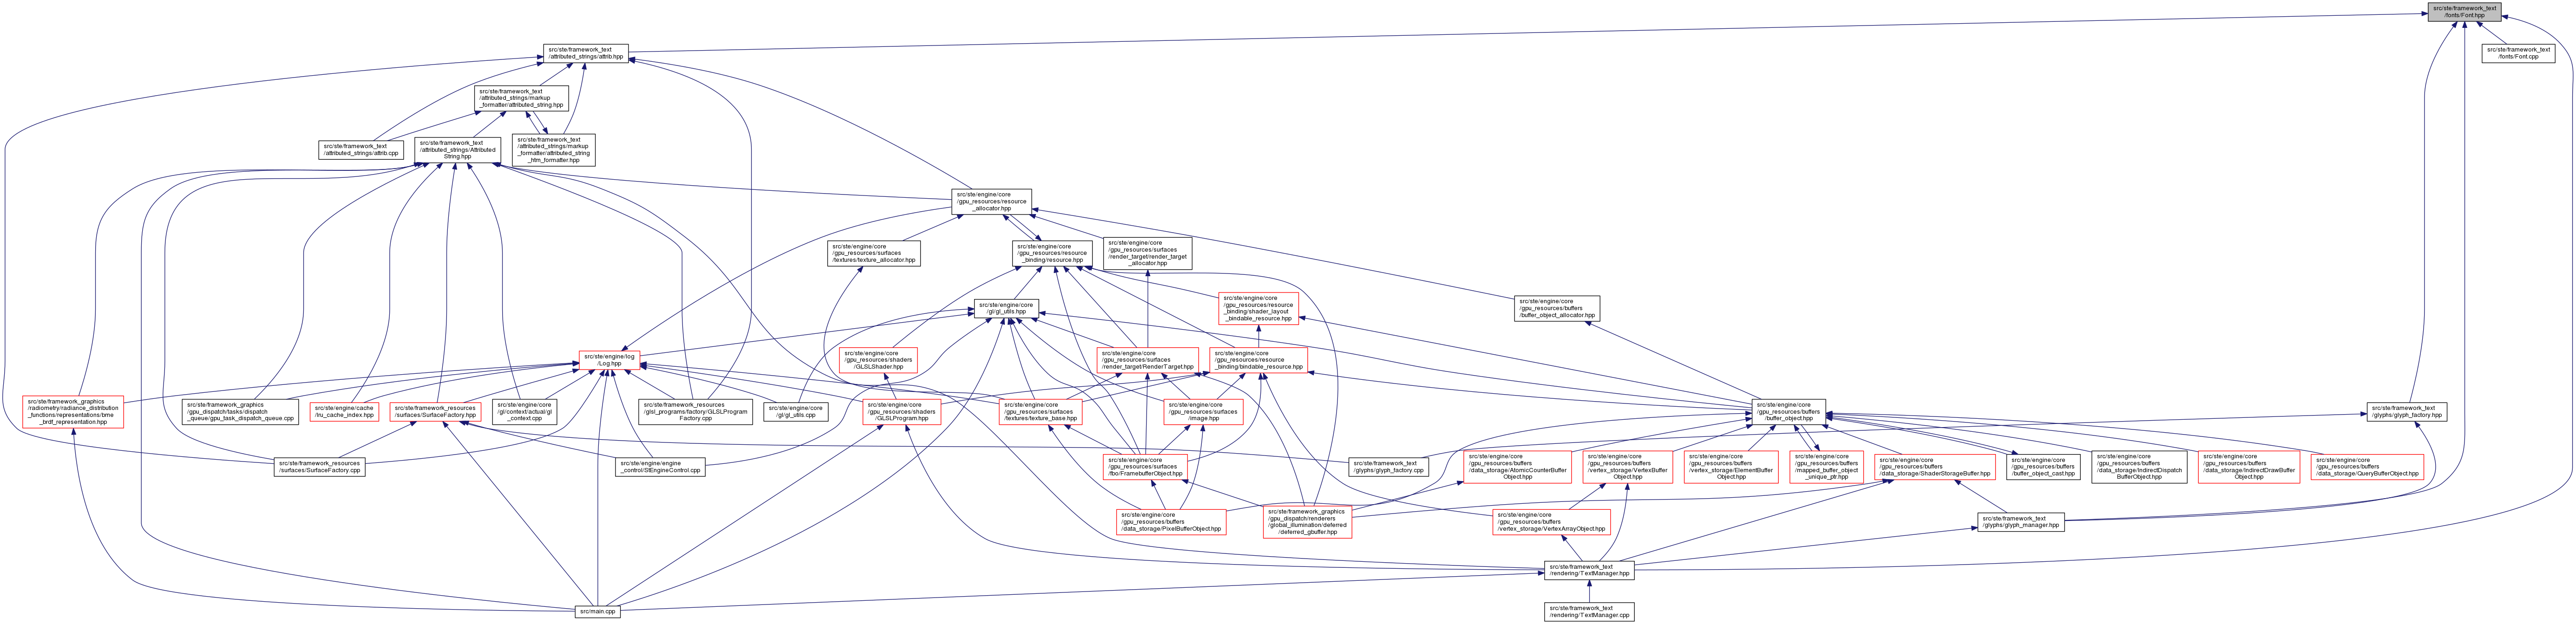 src/ste/framework_text
/fonts/Font.hpp
src/ste/framework_text
/attributed_strings/attrib.hpp
src/ste/framework_text
/fonts/Font.cpp
src/ste/framework_text
/attributed_strings/markup
_formatter/attributed_string.hpp
src/ste/framework_text
/attributed_strings/attrib.cpp
src/ste/framework_text
/attributed_strings/Attributed
String.hpp
src/ste/framework_text
/attributed_strings/markup
_formatter/attributed_string
_htm_formatter.hpp
src/ste/engine/core
/gpu_resources/resource
_allocator.hpp
src/ste/engine/core
/gpu_resources/surfaces
/textures/texture_allocator.hpp
src/ste/engine/core
/gpu_resources/resource
_binding/resource.hpp
src/ste/engine/core
/gpu_resources/surfaces
/render_target/render_target
_allocator.hpp
src/ste/engine/core
/gl/gl_utils.hpp
src/ste/engine/core
/gpu_resources/resource
_binding/shader_layout
_bindable_resource.hpp
src/ste/engine/core
/gpu_resources/buffers
/buffer_object_allocator.hpp
src/ste/engine/log
/Log.hpp
src/ste/engine/core
/gpu_resources/shaders
/GLSLShader.hpp
src/ste/engine/core
/gpu_resources/surfaces
/render_target/RenderTarget.hpp
src/ste/engine/core
/gpu_resources/resource
_binding/bindable_resource.hpp
src/ste/framework_graphics
/radiometry/radiance_distribution
_functions/representations/bme
_brdf_representation.hpp
src/ste/framework_graphics
/gpu_dispatch/tasks/dispatch
_queue/gpu_task_dispatch_queue.cpp
src/ste/engine/cache
/lru_cache_index.hpp
src/ste/framework_resources
/surfaces/SurfaceFactory.hpp
src/ste/engine/core
/gl/context/actual/gl
_context.cpp
src/ste/framework_resources
/glsl_programs/factory/GLSLProgram
Factory.cpp
src/ste/engine/core
/gl/gl_utils.cpp
src/ste/engine/core
/gpu_resources/shaders
/GLSLProgram.hpp
src/ste/engine/core
/gpu_resources/surfaces
/textures/texture_base.hpp
src/ste/engine/core
/gpu_resources/surfaces
/image.hpp
src/ste/engine/core
/gpu_resources/buffers
/buffer_object.hpp
src/ste/framework_text
/glyphs/glyph_factory.hpp
src/ste/framework_resources
/surfaces/SurfaceFactory.cpp
src/ste/engine/engine
_control/StEngineControl.cpp
src/ste/engine/core
/gpu_resources/surfaces
/fbo/FramebufferObject.hpp
src/ste/framework_text
/glyphs/glyph_factory.cpp
src/ste/engine/core
/gpu_resources/buffers
/data_storage/AtomicCounterBuffer
Object.hpp
src/ste/engine/core
/gpu_resources/buffers
/vertex_storage/VertexBuffer
Object.hpp
src/ste/engine/core
/gpu_resources/buffers
/vertex_storage/ElementBuffer
Object.hpp
src/ste/engine/core
/gpu_resources/buffers
/mapped_buffer_object
_unique_ptr.hpp
src/ste/engine/core
/gpu_resources/buffers
/data_storage/ShaderStorageBuffer.hpp
src/ste/engine/core
/gpu_resources/buffers
/buffer_object_cast.hpp
src/ste/engine/core
/gpu_resources/buffers
/data_storage/IndirectDispatch
BufferObject.hpp
src/ste/engine/core
/gpu_resources/buffers
/data_storage/IndirectDrawBuffer
Object.hpp
src/ste/engine/core
/gpu_resources/buffers
/data_storage/QueryBufferObject.hpp
src/ste/engine/core
/gpu_resources/buffers
/data_storage/PixelBufferObject.hpp
src/ste/framework_graphics
/gpu_dispatch/renderers
/global_illumination/deferred
/deferred_gbuffer.hpp
src/ste/engine/core
/gpu_resources/buffers
/vertex_storage/VertexArrayObject.hpp
src/ste/framework_text
/glyphs/glyph_manager.hpp
src/ste/framework_text
/rendering/TextManager.hpp
src/main.cpp
src/ste/framework_text
/rendering/TextManager.cpp